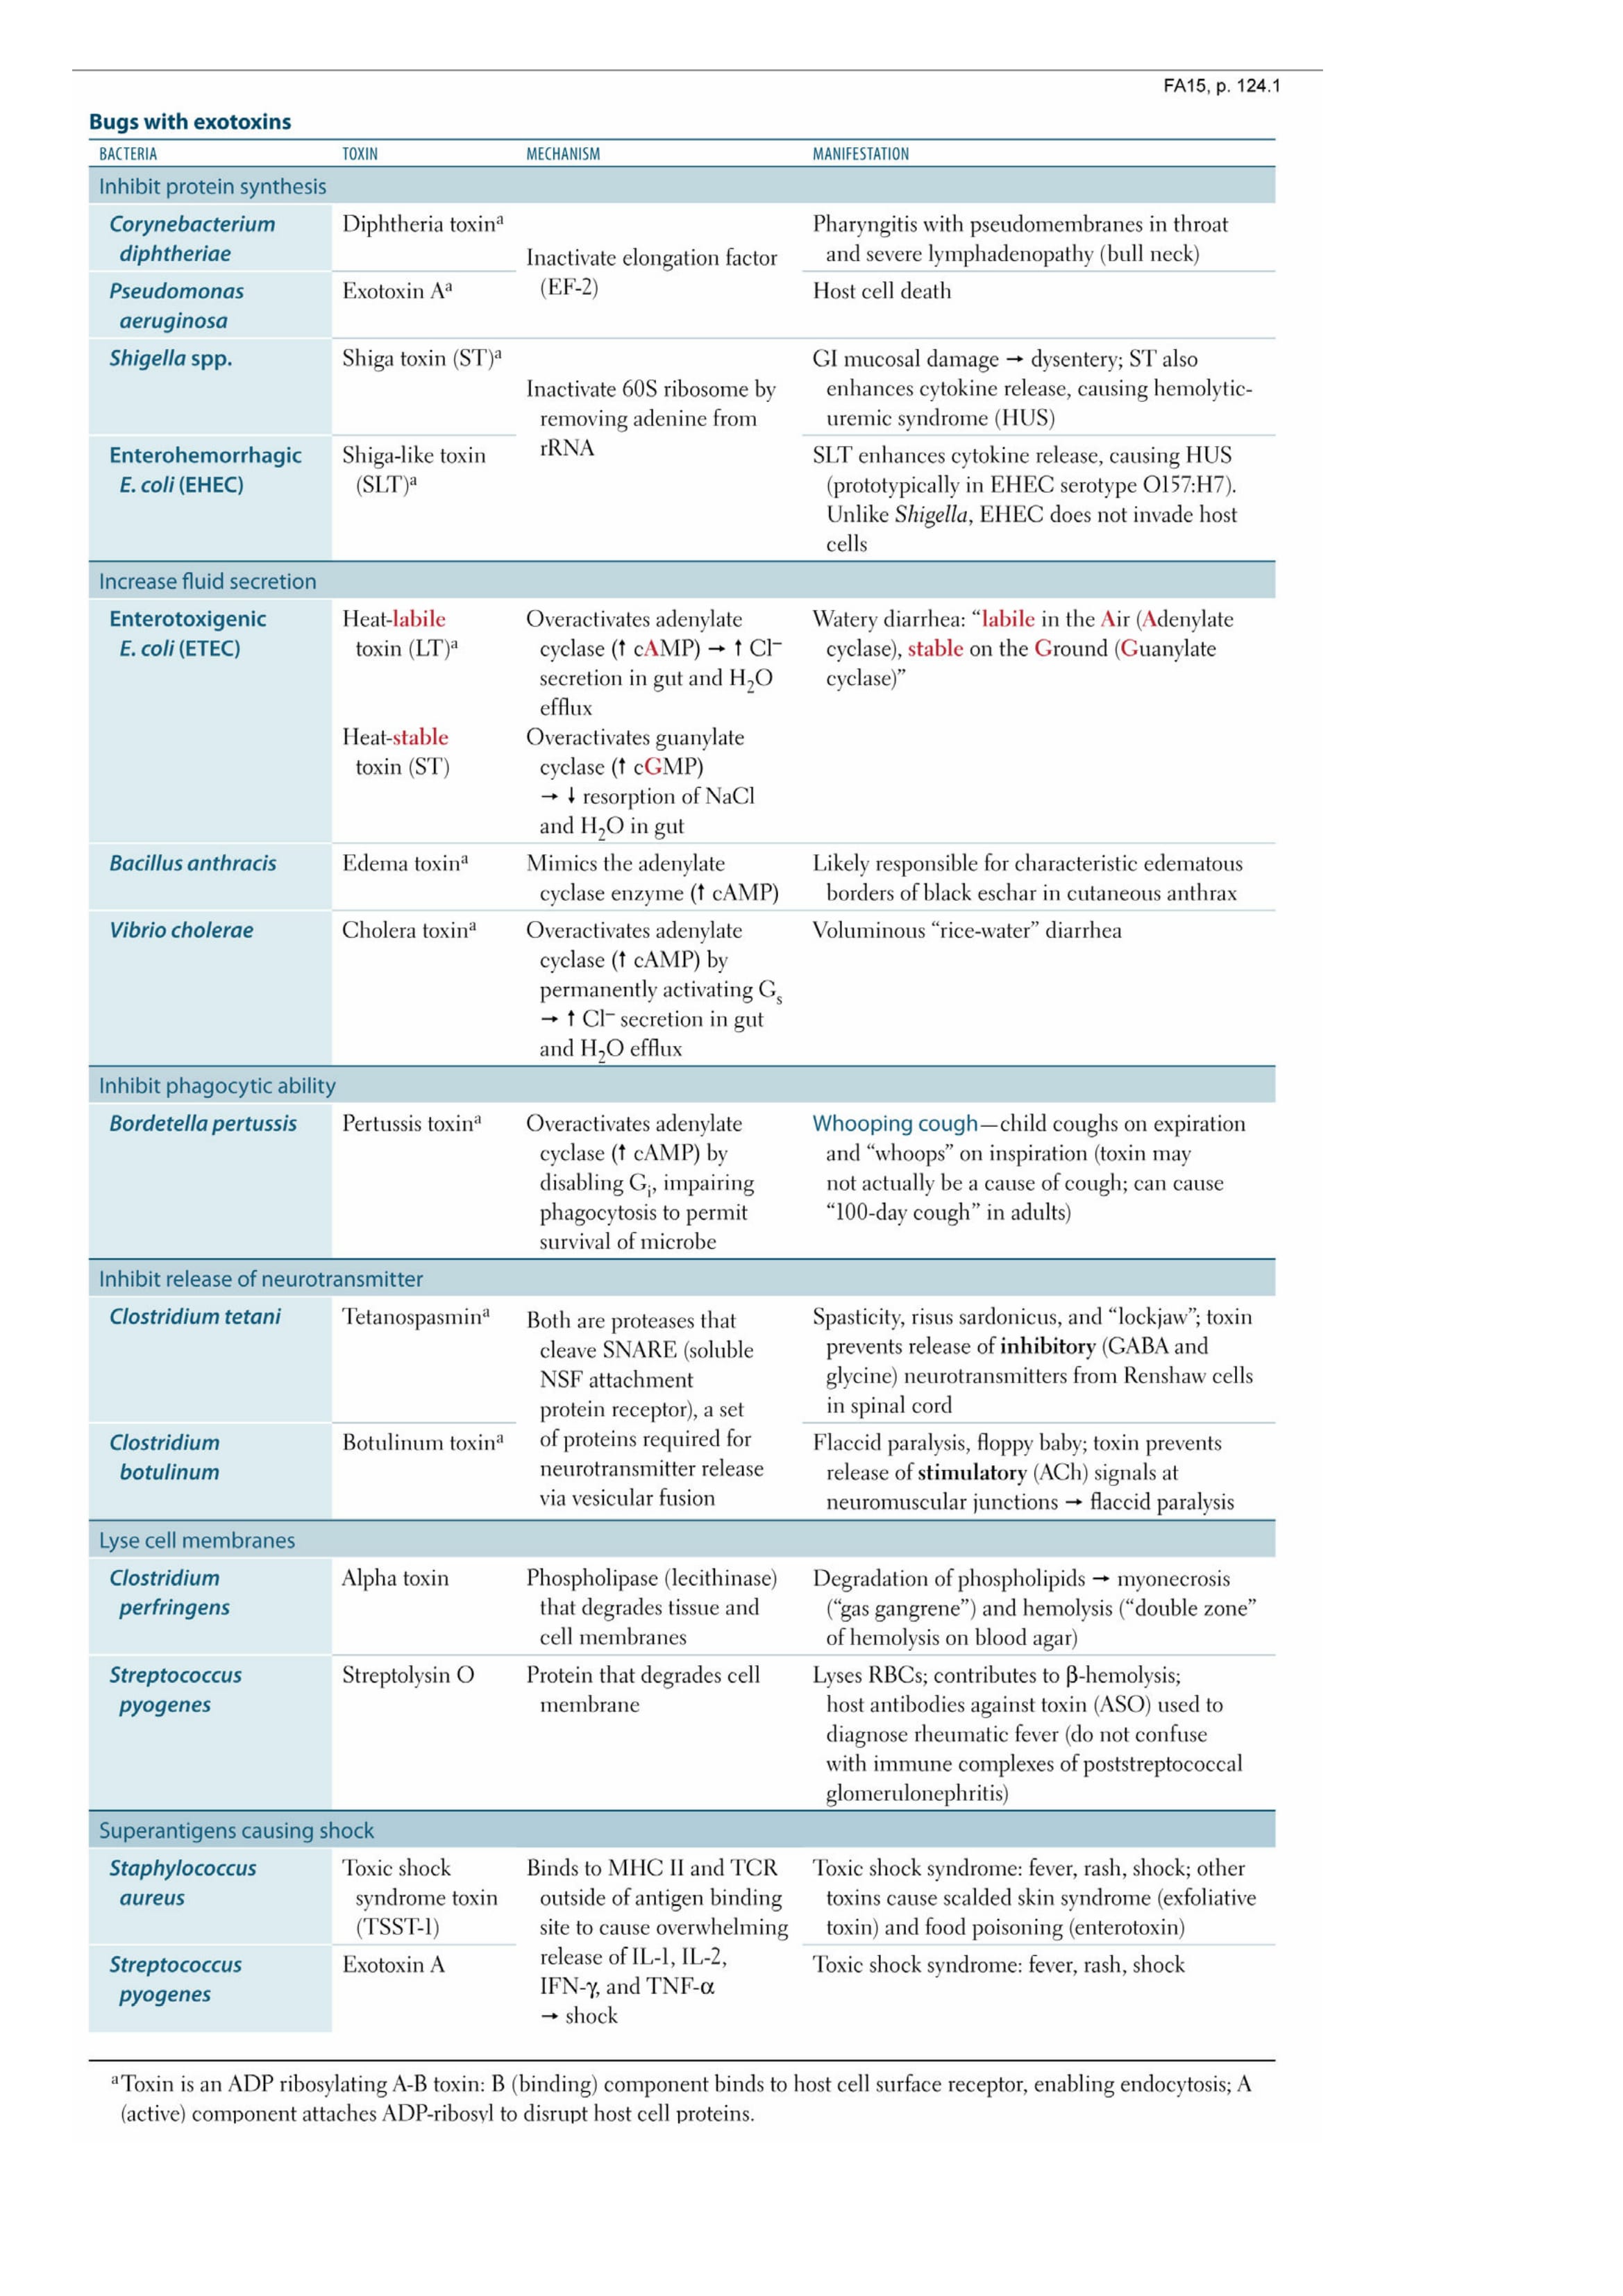 FA15, p. 124.1
Bugs with exotoxins
BACTERIA TOXIN MECHANISM MANIFESTATION
Inhibit protein synthesis
Corynebacterium
diphtheriae
Diphtheria toxinᵃ
Inactivate elongation factor
(EF-2)
Pharyngitis with pseudomembranes in throat
and severe lymphadenopathy (bull neck)
Pseudomonas
aeruginosa
Exotoxin Aᵃ
Host cell death
Shigella spp.
Shiga toxin (ST)ᵃ
Inactivate 60S ribosome by
removing adenine from
rRNA
GI mucosal damage → dysentery; ST also
enhances cytokine release, causing hemolytic-
uremic syndrome (HUS)
Enterohemorrhagic
E. coli (EHEC)
Shiga-like toxin
(SLT)ᵃ
SLT enhances cytokine release, causing HUS
(prototypically in EHEC serotype O157:H7).
Unlike Shigella, EHEC does not invade host
cells
Increase fluid secretion
Enterotoxigenic
E. coli (ETEC)
Heat-labile
toxin (LT)ᵃ
Overactivates adenylate
cyclase (↑ cAMP) → ↑ Cl⁻
secretion in gut and H₂O
efflux
Watery diarrhea: “labile in the Air (Adenylate
cyclase), stable on the Ground (Guanylate
cyclase)”
Heat-stable
toxin (ST)
Overactivates guanylate
cyclase (↑ cGMP)
→ ↓ resorption of NaCl
and H₂O in gut
Bacillus anthracis
Edema toxinᵃ
Mimics the adenylate
cyclase enzyme (↑ cAMP)
Likely responsible for characteristic edematous
borders of black eschar in cutaneous anthrax
Vibrio cholerae
Cholera toxinᵃ
Overactivates adenylate
cyclase (↑ cAMP) by
permanently activating Gₛ
→ ↑ Cl⁻ secretion in gut
and H₂O efflux
Voluminous “rice-water” diarrhea
Inhibit phagocytic ability
Bordetella pertussis
Pertussis toxinᵃ
Overactivates adenylate
cyclase (↑ cAMP) by
disabling Gᵢ, impairing
phagocytosis to permit
survival of microbe
Whooping cough—child coughs on expiration
and “whoops” on inspiration (toxin may
not actually be a cause of cough; can cause
“100-day cough” in adults)
Inhibit release of neurotransmitter
Clostridium tetani
Tetanospasminᵃ
Both are proteases that
cleave SNARE (soluble
NSF attachment
protein receptor), a set
of proteins required for
neurotransmitter release
via vesicular fusion
Spasticity, risus sardonicus, and “lockjaw”; toxin
prevents release of inhibitory (GABA and
glycine) neurotransmitters from Renshaw cells
in spinal cord
Clostridium
botulinum
Botulinum toxinᵃ
Flaccid paralysis, floppy baby; toxin prevents
release of stimulatory (ACh) signals at
neuromuscular junctions → flaccid paralysis
Lyse cell membranes
Clostridium
perfringens
Alpha toxin
Phospholipase (lecithinase)
that degrades tissue and
cell membranes
Degradation of phospholipids → myonecrosis
(“gas gangrene”) and hemolysis (“double zone”
of hemolysis on blood agar)
Streptococcus
pyogenes
Streptolysin O
Protein that degrades cell
membrane
Lyses RBCs; contributes to β-hemolysis;
host antibodies against toxin (ASO) used to
diagnose rheumatic fever (do not confuse
with immune complexes of poststreptococcal
glomerulonephritis)
Superantigens causing shock
Staphylococcus
aureus
Toxic shock
syndrome toxin
(TSST-1)
Binds to MHC II and TCR
outside of antigen binding
site to cause overwhelming
release of IL-1, IL-2,
IFN-γ, and TNF-α
→ shock
Toxic shock syndrome: fever, rash, shock; other
toxins cause scalded skin syndrome (exfoliative
toxin) and food poisoning (enterotoxin)
Streptococcus
pyogenes
Exotoxin A
Toxic shock syndrome: fever, rash, shock
ᵃToxin is an ADP ribosylating A-B toxin: B (binding) component binds to host cell surface receptor, enabling endocytosis; A
(active) component attaches ADP-ribosyl to disrupt host cell proteins.